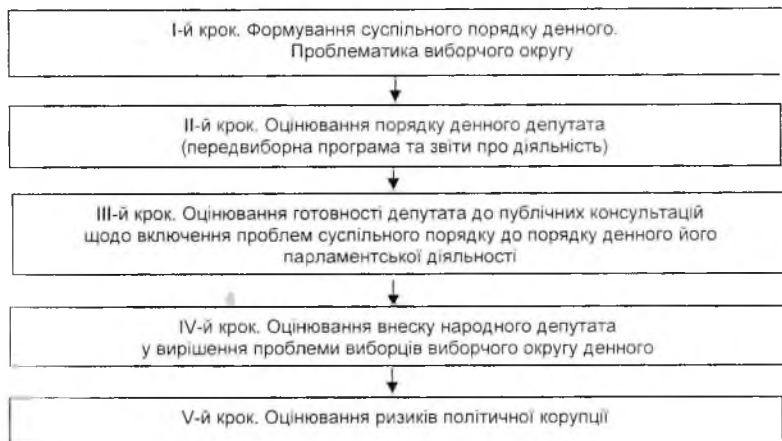 І-й крок. Формування суспільного порядку денного.
Проблематика виборчого округу
ІІ-й крок. Оцінювання порядку денного депутата
(передвиборна програма та звіти про діяльність)
ІІІ-й крок. Оцінювання готовності депутата до публічних консультацій
щодо включення проблем суспільного порядку до порядку денного його
парламентської діяльності
IV-й крок. Оцінювання внеску народного депутата
у вирішення проблеми виборців виборчого округу денного
V-й крок. Оцінювання ризиків політичної корупції